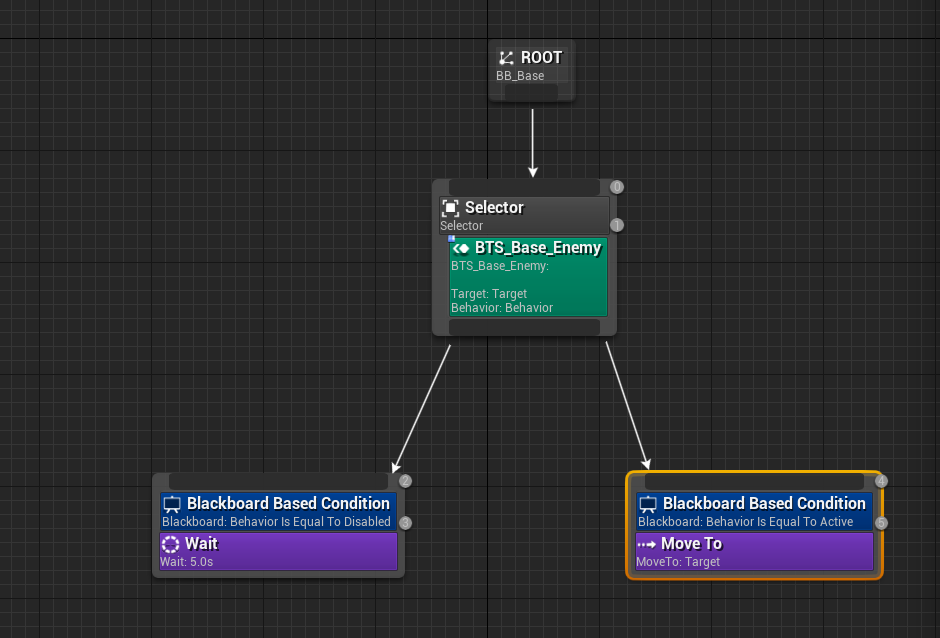 ROOT
BB_Base
0
Selector
Selector
1
BTS_Base_Enemy
BTS_Base_Enemy:
Target: Target
Behavior: Behavior
2
Blackboard Based Condition
Blackboard: Behavior Is Equal To Disabled
3
Wait
Wait: 5.0s
4
Blackboard Based Condition
Blackboard: Behavior Is Equal To Active
5
Move To
MoveTo: Target